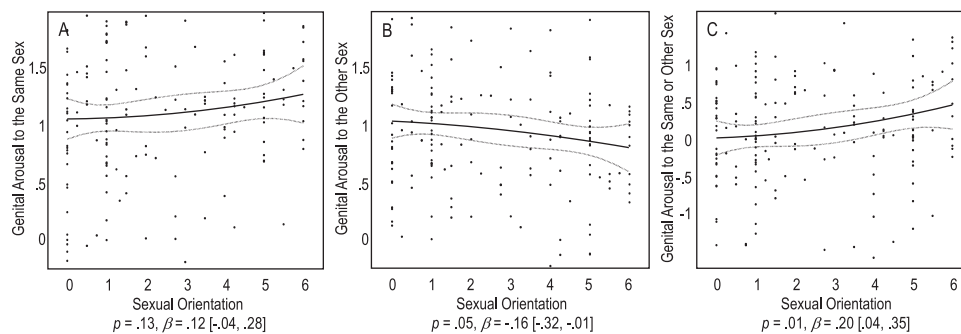 A
Genital Arousal to the Same Sex
1.5
1
.5
0
0 1 2 3 4 5 6
Sexual Orientation
p = .13, β = .12 [-.04, .28]
B
Genital Arousal to the Other Sex
1.5
1
.5
0
0 1 2 3 4 5 6
Sexual Orientation
p = .05, β = -.16 [-.32, -.01]
C
Genital Arousal to the Same or Other Sex
1
.5
0
-.5
-1
0 1 2 3 4 5 6
Sexual Orientation
p = .01, β = .20 [.04, .35]